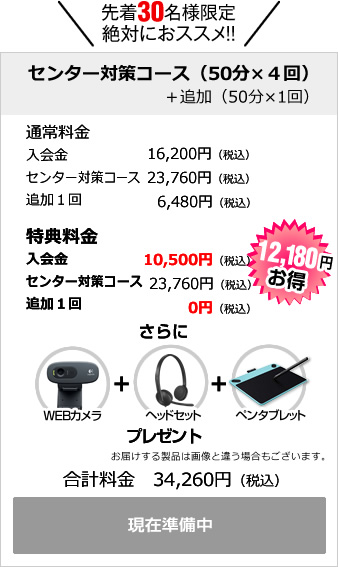 先着30名様限定
絶対におススメ!!
センター対策コース（50分×４回）
＋追加（50分×1回）
通常料金
入会金 16,200円（税込）
センター対策コース 23,760円（税込）
追加１回 6,480円（税込）
特典料金
入会金 10,500円（税込）
センター対策コース 23,760円（税込）
追加１回 0円（税込）
12,180円
お得
さらに
WEBカメラ + ヘッドセット + ペンタブレット
プレゼント
お届けする製品は画像と違う場合もございます。
合計料金 34,260円（税込）
現在準備中